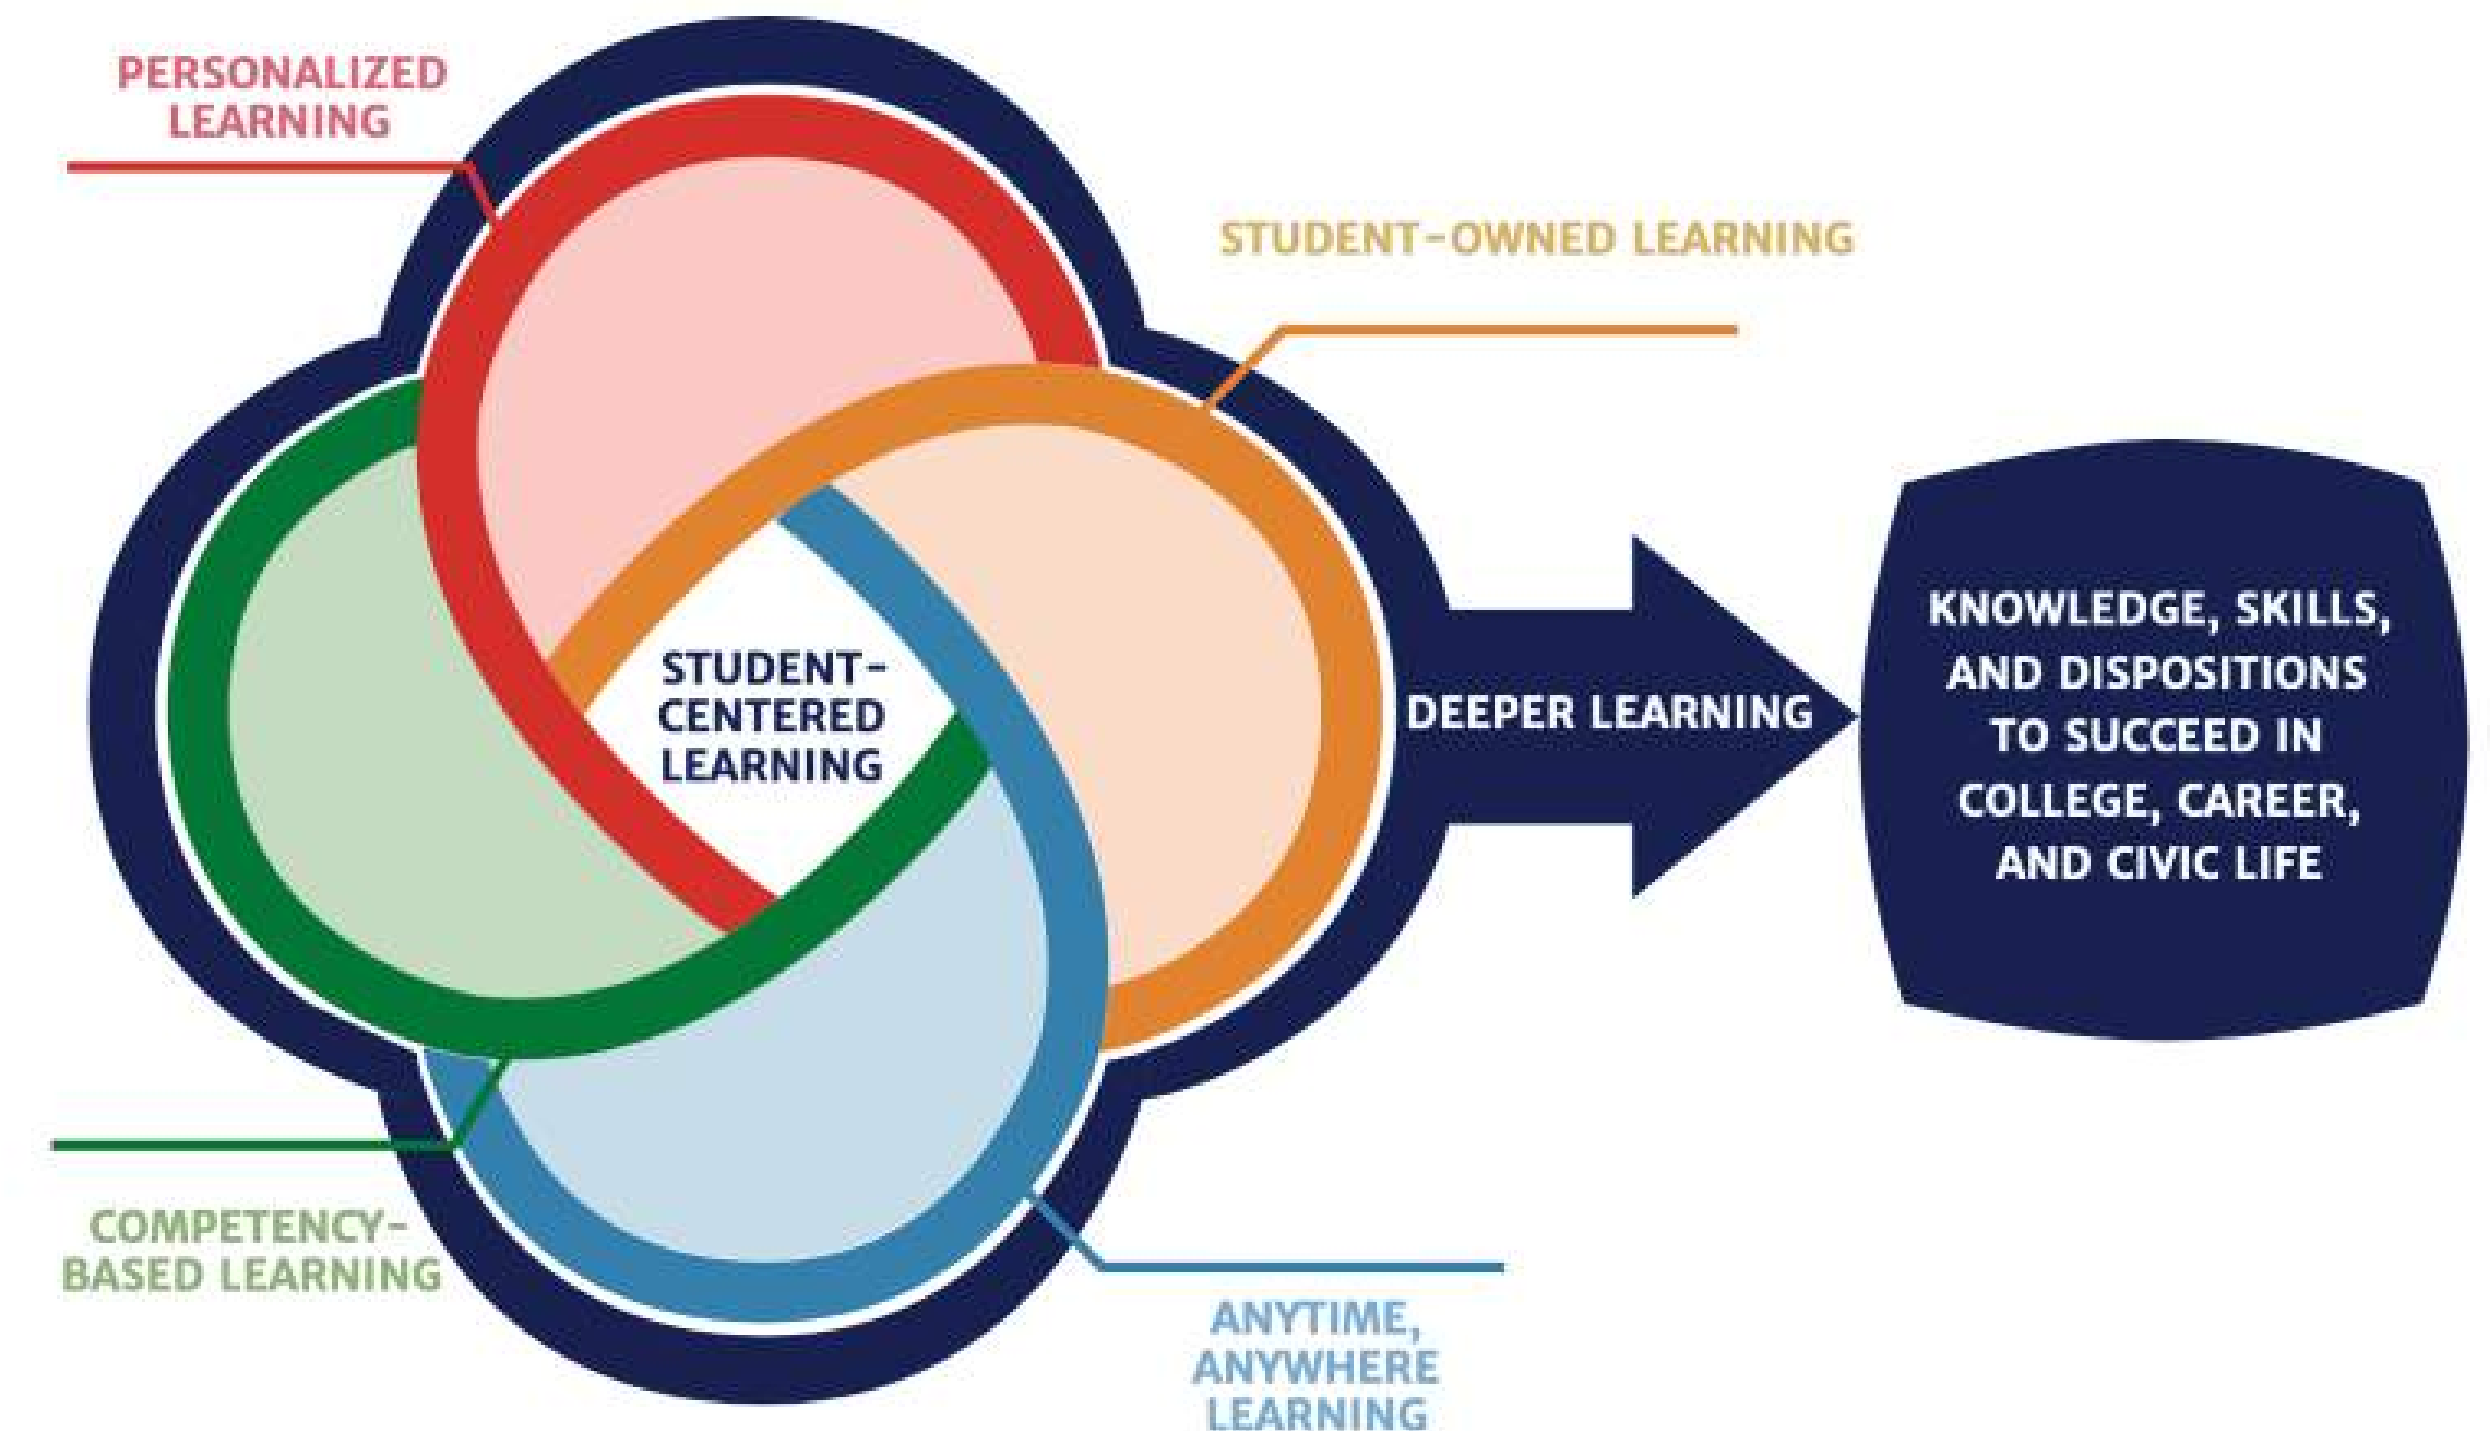 PERSONALIZED
LEARNING
STUDENT-OWNED LEARNING
STUDENT-
CENTERED
LEARNING
DEEPER LEARNING
KNOWLEDGE, SKILLS,
AND DISPOSITIONS
TO SUCCEED IN
COLLEGE, CAREER,
AND CIVIC LIFE
COMPETENCY-
BASED LEARNING
ANYTIME,
ANYWHERE
LEARNING